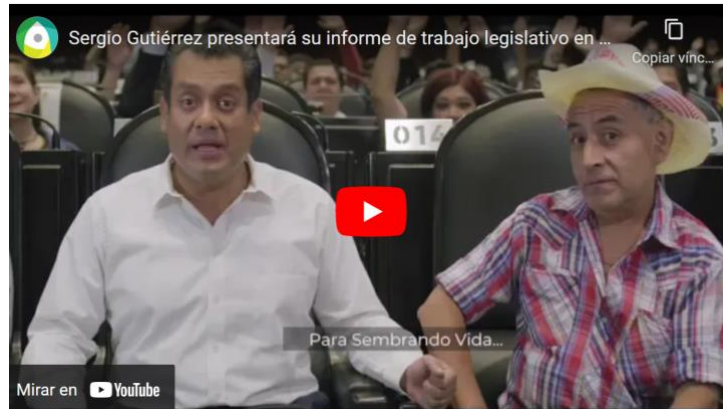 Sergio Gutiérrez presentará su informe de trabajo legislativo en ...
Copiar vínc...
014
Para Sembrando Vida...
Mirar en YouTube